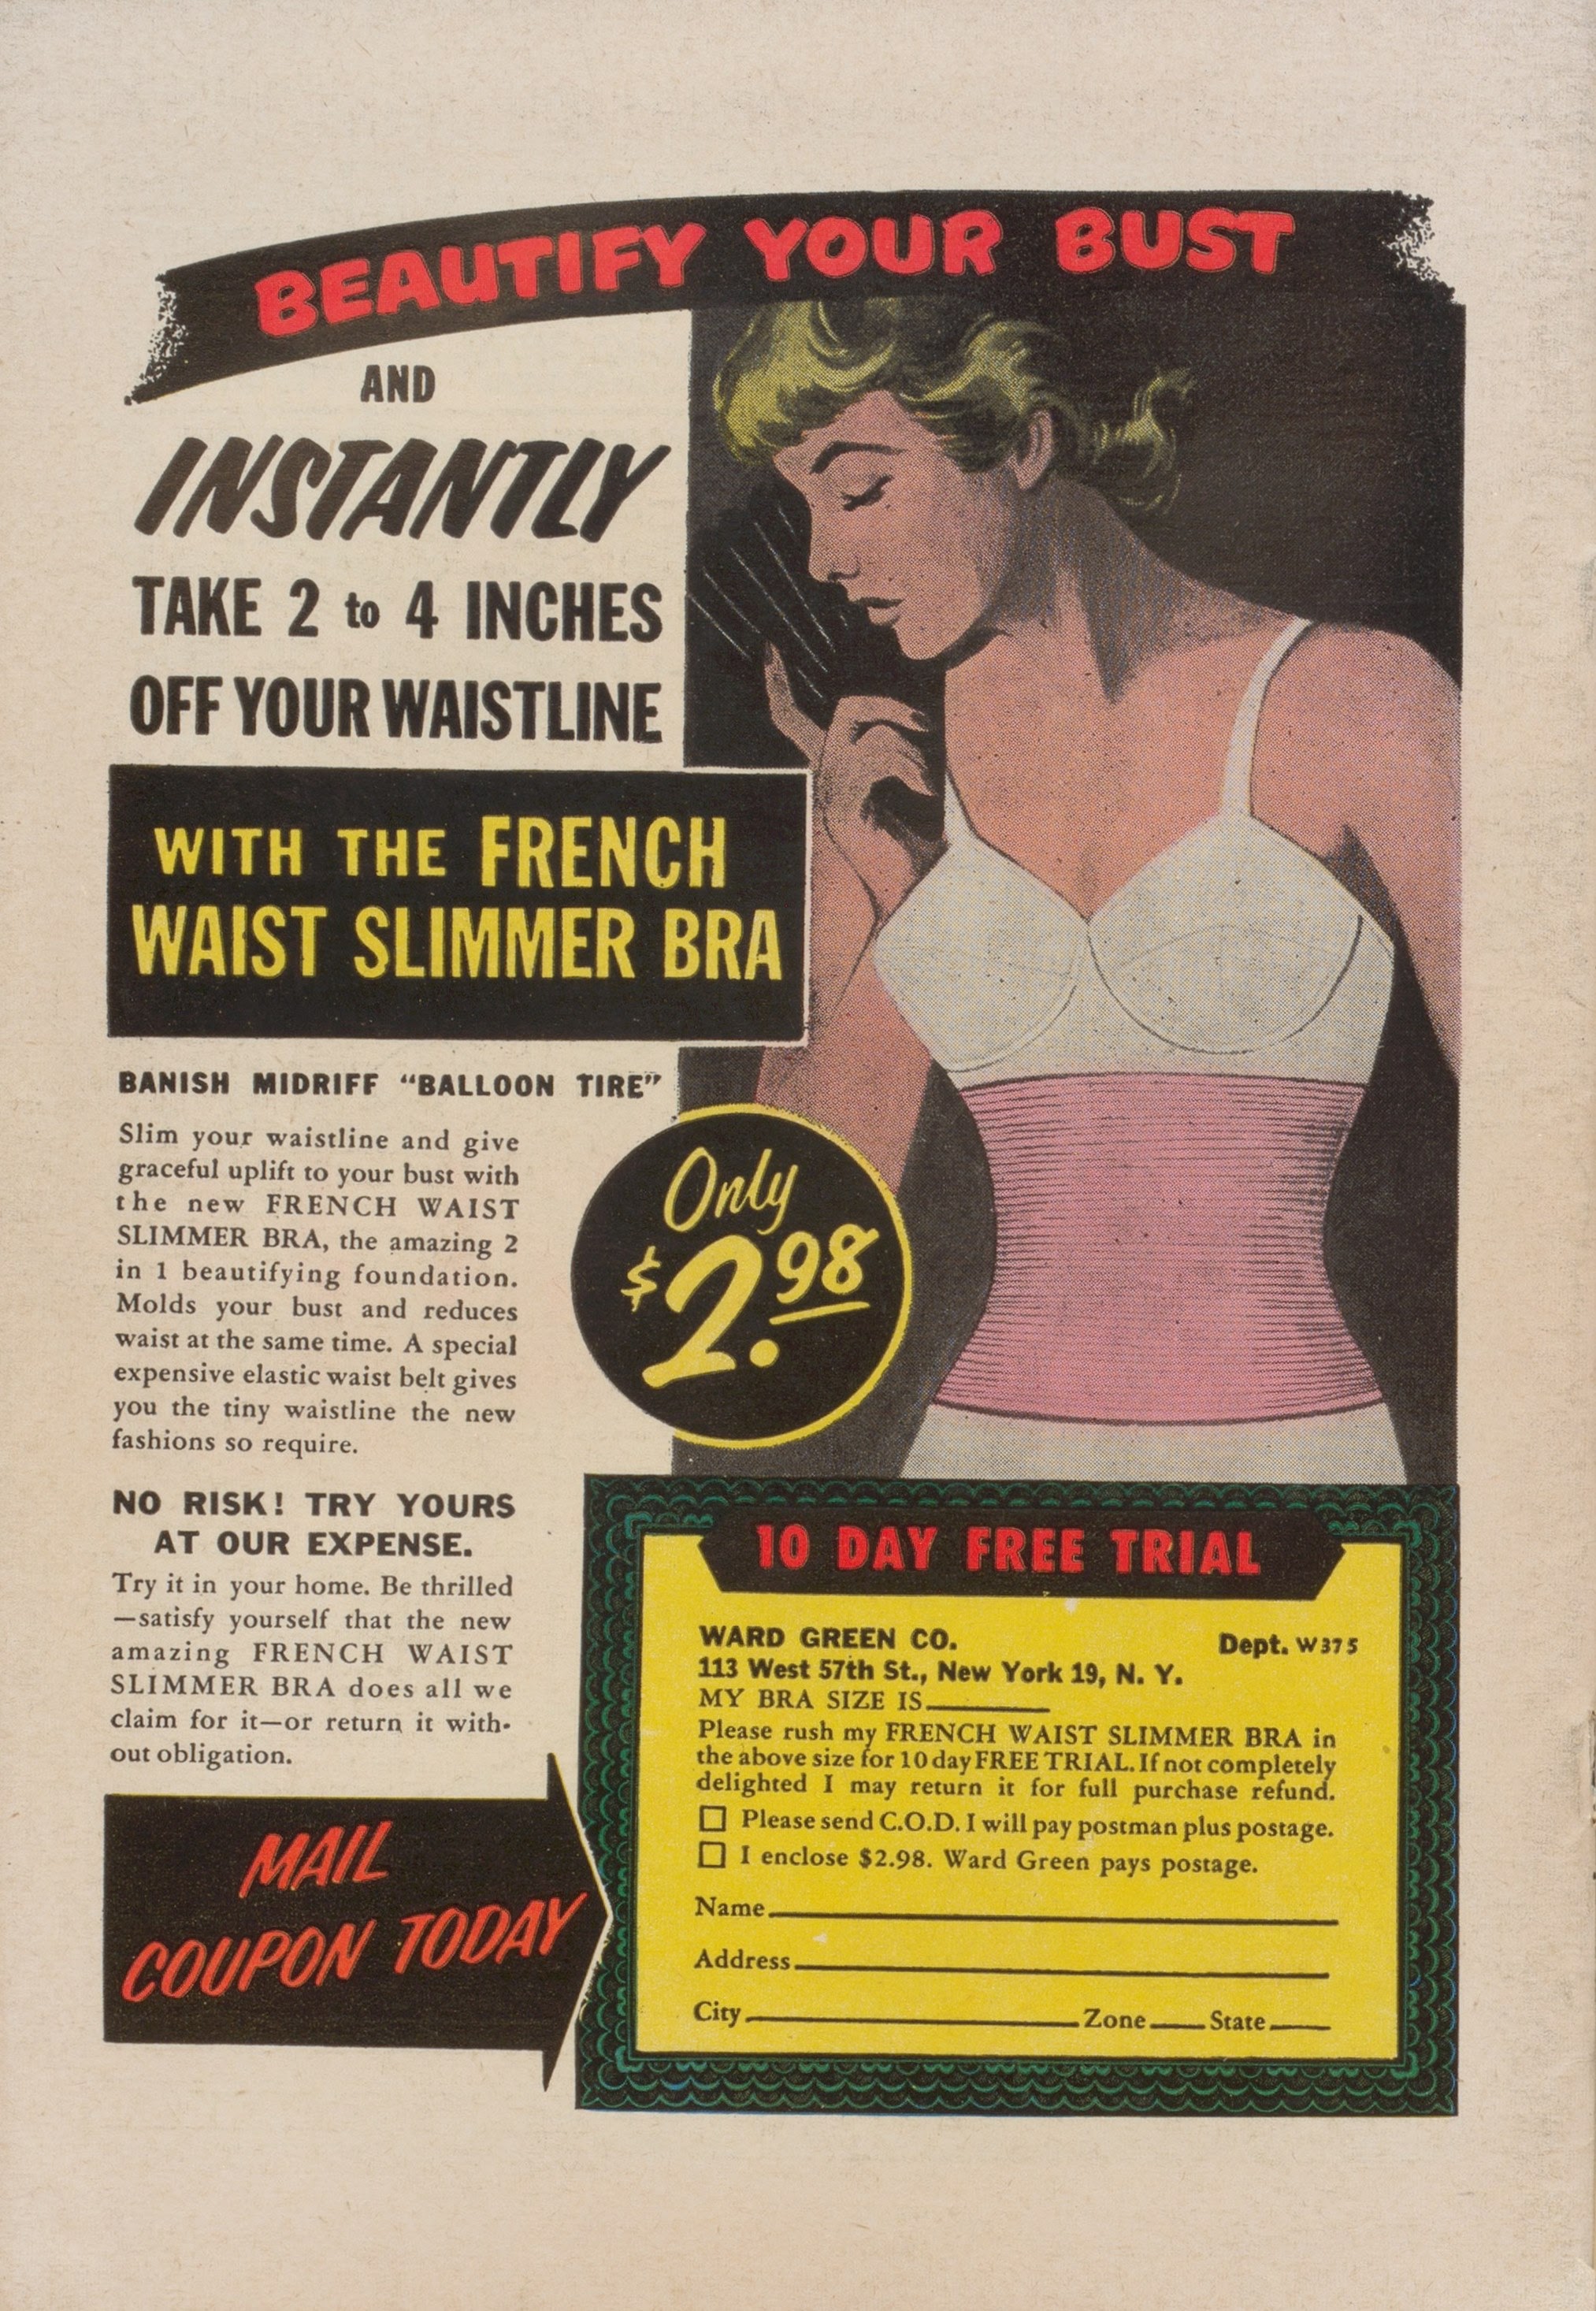 BEAUTIFY YOUR BUST
AND
INSTANTLY
TAKE 2 to 4 INCHES
OFF YOUR WAISTLINE
WITH THE FRENCH
WAIST SLIMMER BRA
BANISH MIDRIFF “BALLOON TIRE”
Slim your waistline and give
graceful uplift to your bust with
the new FRENCH WAIST
SLIMMER BRA, the amazing 2
in 1 beautifying foundation.
Molds your bust and reduces
waist at the same time. A special
expensive elastic waist belt gives
you the tiny waistline the new
fashions so require.
Only
$2.98
NO RISK! TRY YOURS
AT OUR EXPENSE.
Try it in your home. Be thrilled
—satisfy yourself that the new
amazing FRENCH WAIST
SLIMMER BRA does all we
claim for it—or return it with-
out obligation.
MAIL
COUPON TODAY
10 DAY FREE TRIAL
WARD GREEN CO. Dept. W375
113 West 57th St., New York 19, N. Y.
MY BRA SIZE IS
Please rush my FRENCH WAIST SLIMMER BRA in
the above size for 10 day FREE TRIAL. If not completely
delighted I may return it for full purchase refund.
☐ Please send C.O.D. I will pay postman plus postage.
☐ I enclose $2.98. Ward Green pays postage.
Name
Address
City Zone State